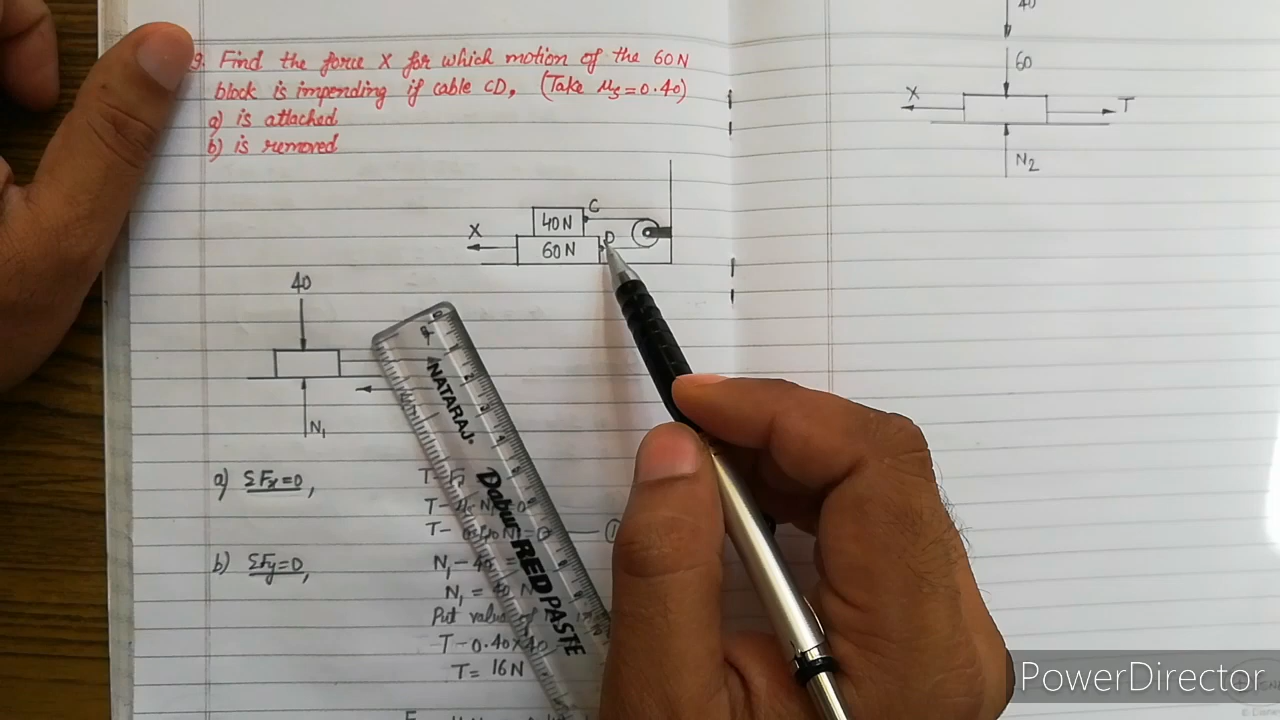 9. Find the force X for which motion of the 60N
block is impending if cable CD, (Take μs=0.40)
a) is attached
b) is removed
X
40N
60N
C
D
40
N₁
a) ΣFx=0,
T-
T-
T-
b) ΣFy=0,
N₁ - 40 =
N₁ = 40 N
Put value of
T-0.40×40
T= 16N
40
60
X
T
N₂
NATARAJ
Dabur RED PASTE
PowerDirector